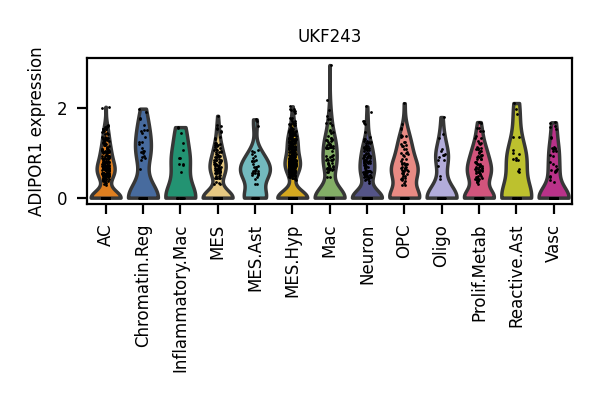 UKF243
ADIPOR1 expression
2
0
AC
Chromatin.Reg
Inflammatory.Mac
MES
MES.Ast
MES.Hyp
Mac
Neuron
OPC
Oligo
Prolif.Metab
Reactive.Ast
Vasc